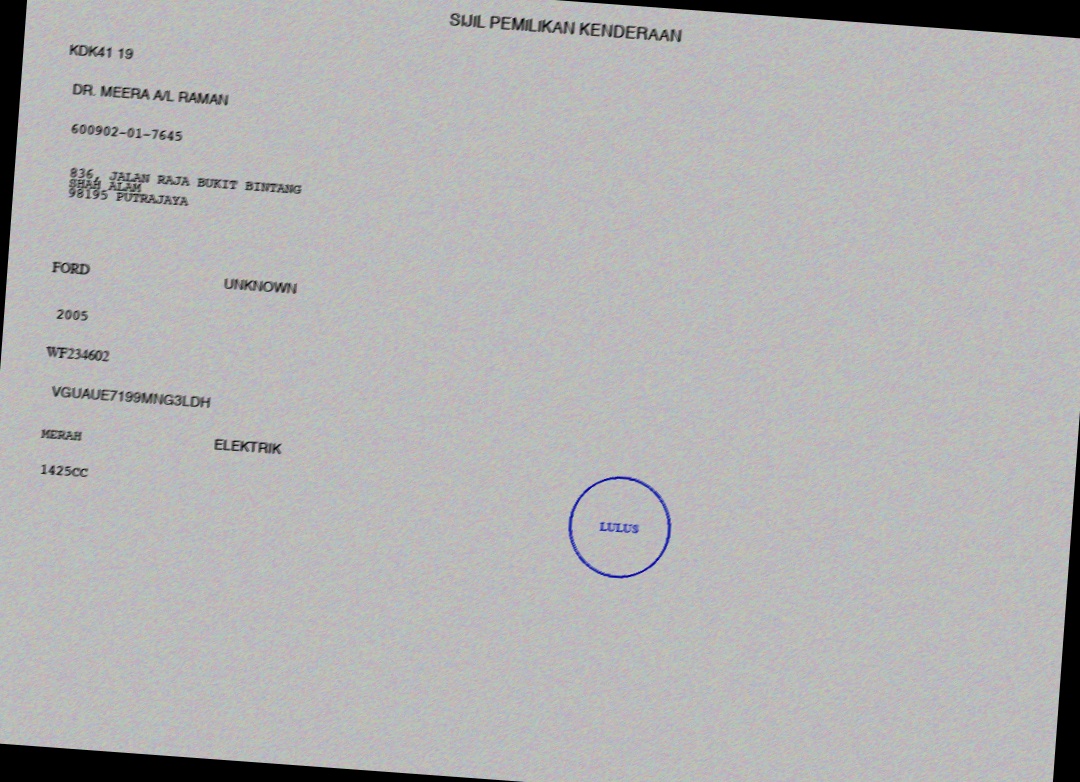 SIJIL PEMILIKAN KENDERAAN
KDK41 19
DR. MEERA A/L RAMAN
600902-01-7645
836, JALAN RAJA BUKIT BINTANG
SHAH ALAM
98195 PUTRAJAYA
FORD
UNKNOWN
2005
WF234602
VGUAUE7199MNG3LDH
MERAH
ELEKTRIK
1425CC
LULUS